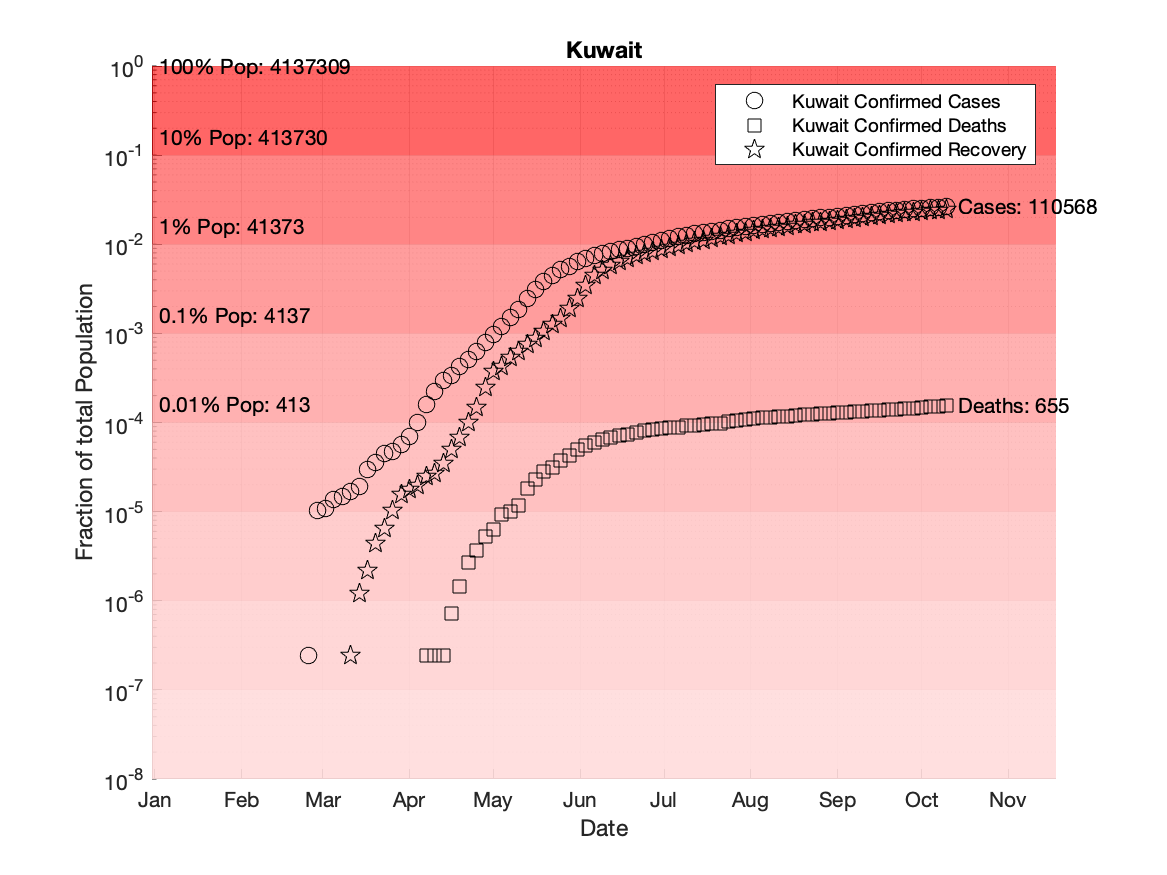 Kuwait
10^0
100% Pop: 4137309
Kuwait Confirmed Cases
Kuwait Confirmed Deaths
Kuwait Confirmed Recovery
10% Pop: 413730
10^-1
Cases: 110568
1% Pop: 41373
10^-2
0.1% Pop: 4137
10^-3
0.01% Pop: 413
Deaths: 655
10^-4
10^-5
10^-6
10^-7
10^-8
Fraction of total Population
Jan Feb Mar Apr May Jun Jul Aug Sep Oct Nov
Date